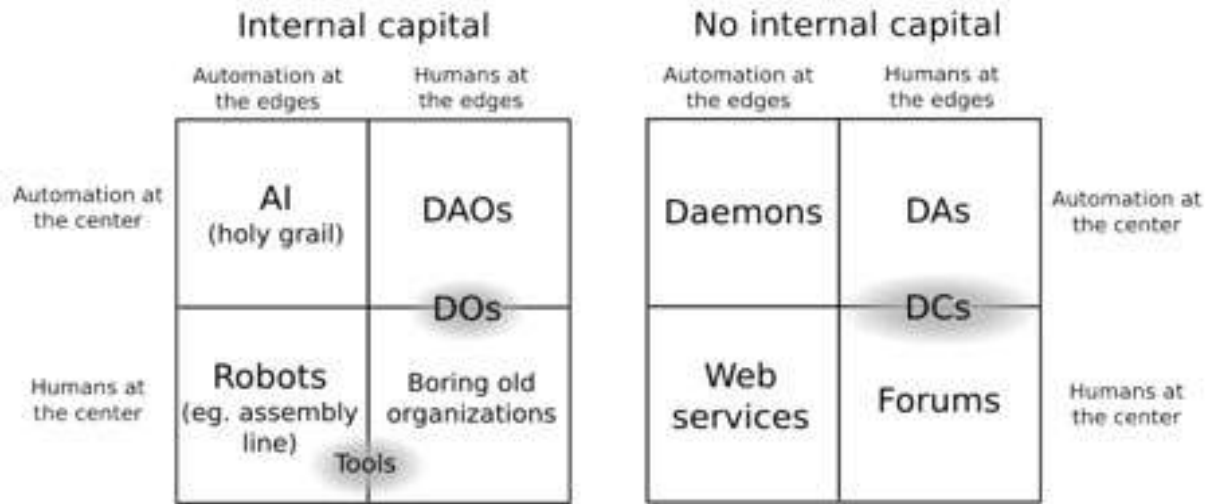 Internal capital
No internal capital
Automation at
the edges
Humans at
the edges
Automation at
the edges
Humans at
the edges
Automation at
the center
AI
(holy grail)
DAOs
Daemons
DAs
Automation at
the center
DOs
DCs
Humans at
the center
Robots
(eg. assembly
line)
Boring old
organizations
Tools
Web
services
Forums
Humans at
the center